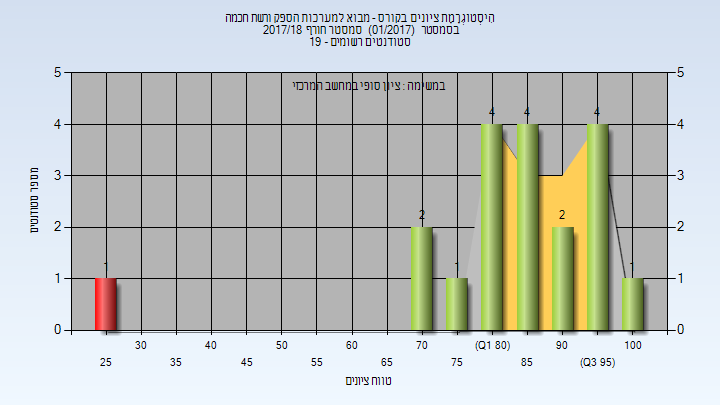 הִיסְטוֹגְרָמַת ציונים בקורס - מבוא למערכות הספק ורשת חכמה
בסמסטר (01/2017) סמסטר חורף 2017/18
סטודנטים רשומים - 19
במשימה : ציון סופי במחשב המרכזי
מספר סטודנטים
5 5
4 4
3 3
2 2
1 1
0 0
1 2 1 4 4 2 4 1
30 40 50 60 70 (Q1 80) 90 100
25 35 45 55 65 75 85 (Q3 95)
טווח ציונים